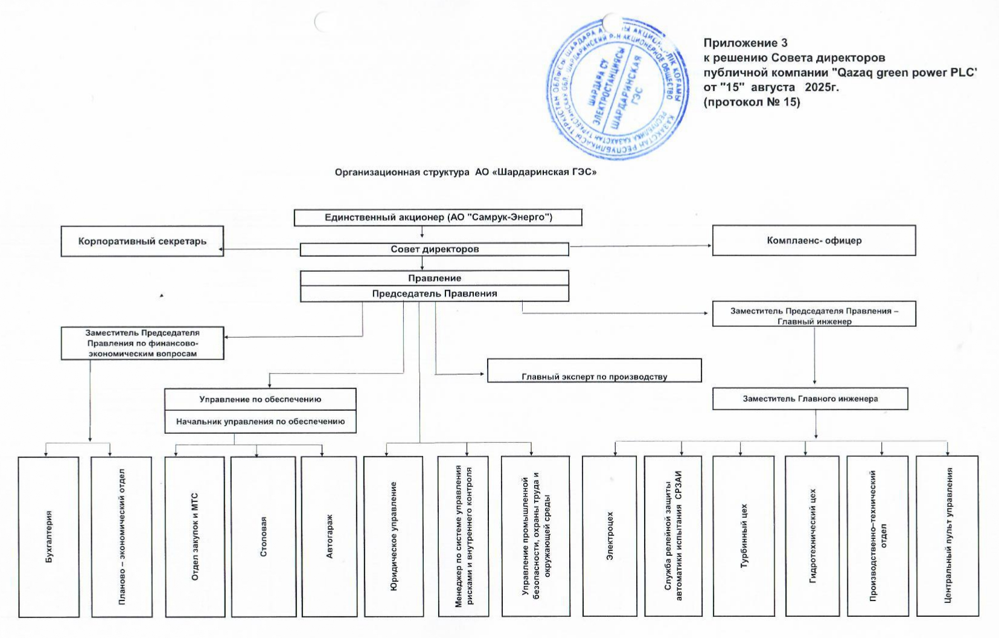 Приложение 3
к решению Совета директоров
публичной компании "Qazaq green power PLC'
от "15" августа 2025г.
(протокол № 15)
ШАРДАРА СУ
ЭЛЕКТРОСТАНЦИЯСЫ
ШАРДАРИНСКАЯ
ГЭС
Организационная структура АО «Шардаринская ГЭС»
Единственный акционер (АО "Самрук-Энерго")
Корпоративный секретарь
Совет директоров
Комплаенс- офицер
Правление
Председатель Правления
Заместитель Председателя Правления –
Главный инженер
Заместитель Председателя
Правления по финансово-
экономическим вопросам
Главный эксперт по производству
Управление по обеспечению
Начальник управления по обеспечению
Заместитель Главного инженера
Бухгалтерия
Планово – экономический отдел
Отдел закупок и МТС
Столовая
Автогараж
Юридическое управление
Менеджер по системе управления
рисками и внутреннего контроля
Управление промышленной
безопасности, охраны труда и
окружающей среды
Электроцех
Служба релейной защиты
автоматики испытания СРЗАИ
Турбинный цех
Гидротехнический цех
Производственно–технический
отдел
Центральный пульт управления